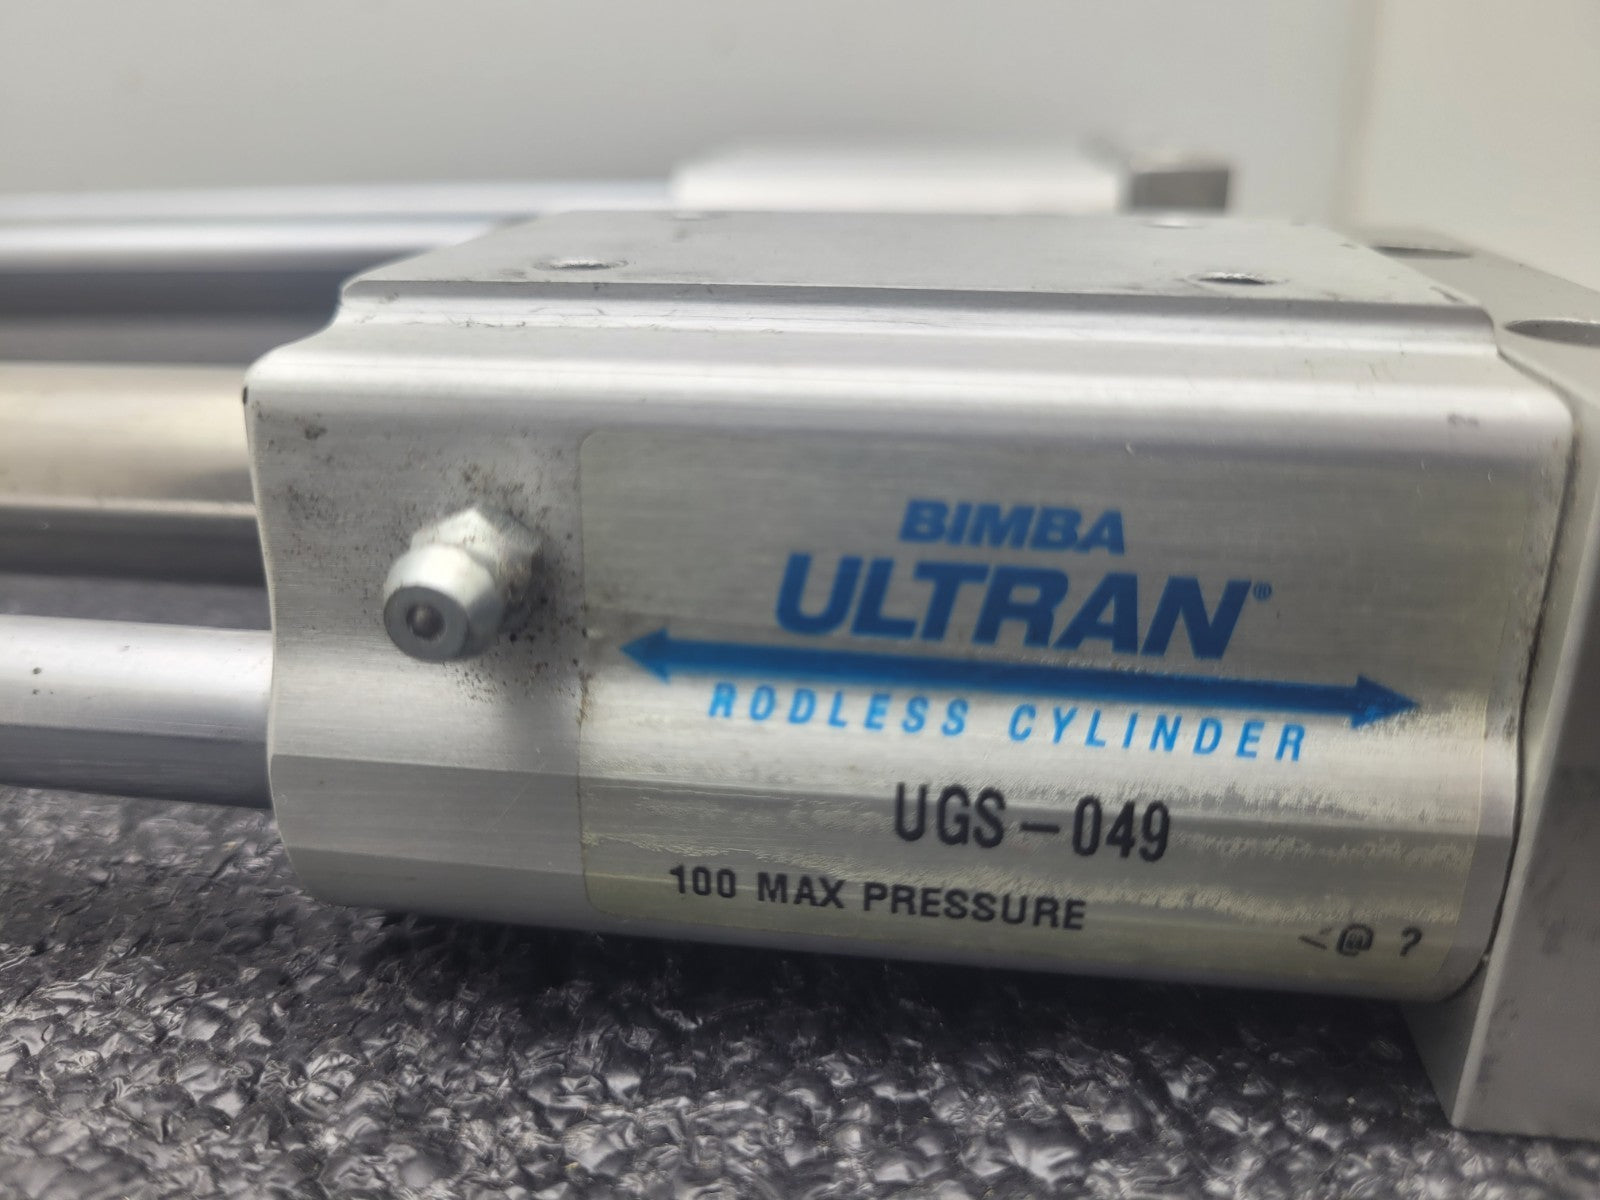 BIMBA
ULTRAN®
RODLESS CYLINDER
UGS-049
100 MAX PRESSURE
<@ ?